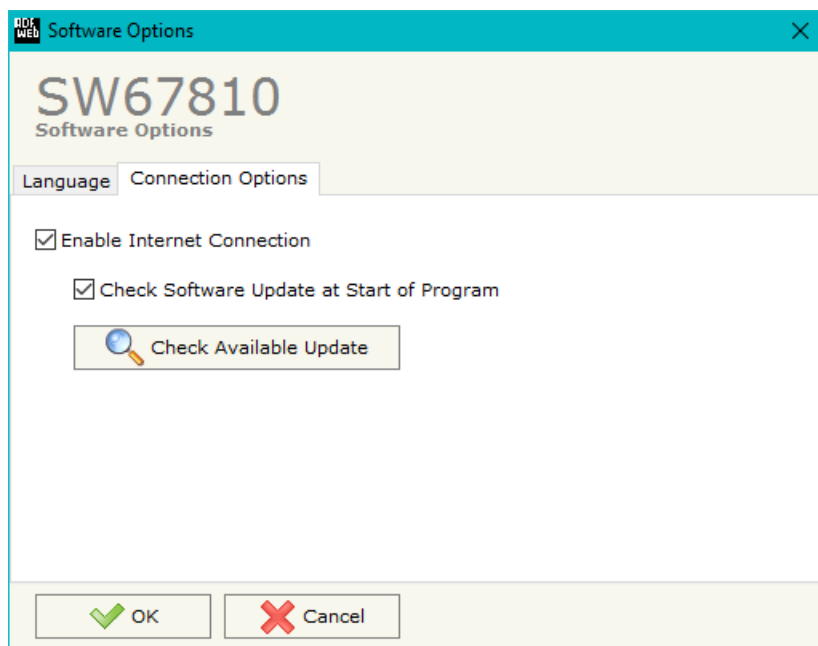 ADF
WEB
Software Options
SW67810
Software Options
Language
Connection Options
Enable Internet Connection
Check Software Update at Start of Program
Check Available Update
OK
Cancel